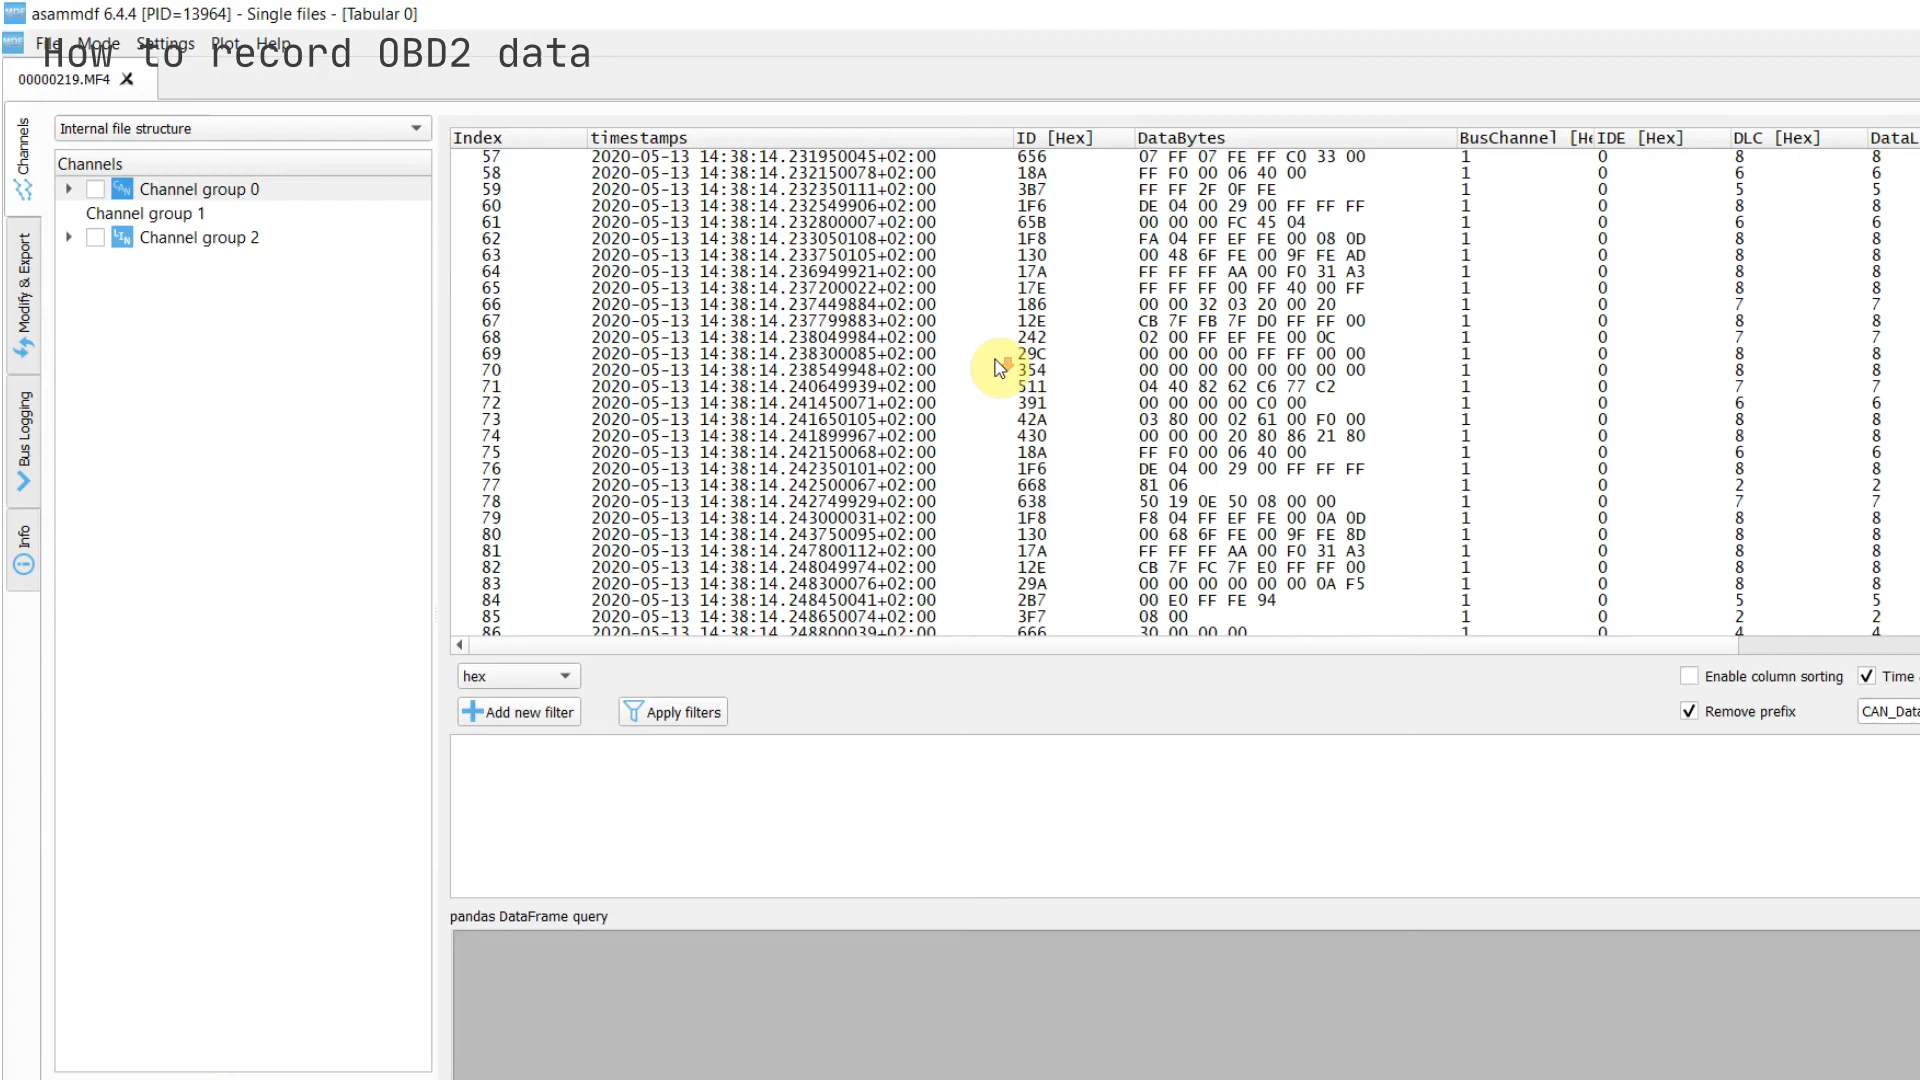 asammdf 6.4.4 [PID=13964] - Single files - [Tabular 0]
File Mode Settings Plot Help
How to record OBD2 data
00000219.MF4
Channels
Modify & Export
Bus Logging
Info
Internal file structure
Channels
Channel group 0
Channel group 1
Channel group 2
Index timestamps ID [Hex] DataBytes BusChannel [He IDE [Hex] DLC [Hex] DataL
57 2020-05-13 14:38:14.231950045+02:00 656 07 FF 07 FE FF C0 33 00 1 0 8 8
58 2020-05-13 14:38:14.232150078+02:00 18A FF F0 00 06 40 00 1 0 6 6
59 2020-05-13 14:38:14.232350111+02:00 3B7 FF FF 2F 0F FE 1 0 5 5
60 2020-05-13 14:38:14.232549906+02:00 1F6 DE 04 00 29 00 FF FF FF 1 0 8 8
61 2020-05-13 14:38:14.232800007+02:00 65B 00 00 00 FC 45 04 1 0 6 6
62 2020-05-13 14:38:14.233050108+02:00 1F8 FA 04 FF EF FE 00 08 0D 1 0 8 8
63 2020-05-13 14:38:14.233750105+02:00 130 00 48 6F FE 00 9F FE AD 1 0 8 8
64 2020-05-13 14:38:14.236949921+02:00 17A FF FF FF AA 00 F0 31 A3 1 0 8 8
65 2020-05-13 14:38:14.237200022+02:00 17E FF FF FF 00 FF 40 00 FF 1 0 8 8
66 2020-05-13 14:38:14.237449884+02:00 186 00 00 32 03 20 00 20 1 0 7 7
67 2020-05-13 14:38:14.237799883+02:00 12E CB 7F FB 7F D0 FF FF 00 1 0 8 8
68 2020-05-13 14:38:14.238049984+02:00 242 02 00 FF EF FE 00 0C 1 0 7 7
69 2020-05-13 14:38:14.238300085+02:00 29C 00 00 00 00 FF FF 00 00 1 0 8 8
70 2020-05-13 14:38:14.238549948+02:00 354 00 00 00 00 00 00 00 00 1 0 8 8
71 2020-05-13 14:38:14.240649939+02:00 511 04 40 82 62 C6 77 C2 1 0 7 7
72 2020-05-13 14:38:14.241450071+02:00 391 00 00 00 00 C0 00 1 0 6 6
73 2020-05-13 14:38:14.241650105+02:00 42A 03 80 00 02 61 00 F0 00 1 0 8 8
74 2020-05-13 14:38:14.241899967+02:00 430 00 00 00 20 80 86 21 80 1 0 8 8
75 2020-05-13 14:38:14.242150068+02:00 18A FF F0 00 06 40 00 1 0 6 6
76 2020-05-13 14:38:14.242350101+02:00 1F6 DE 04 00 29 00 FF FF FF 1 0 8 8
77 2020-05-13 14:38:14.242500067+02:00 668 81 06 1 0 2 2
78 2020-05-13 14:38:14.242749929+02:00 638 50 19 0E 50 08 00 00 1 0 7 7
79 2020-05-13 14:38:14.243000031+02:00 1F8 F8 04 FF EF FE 00 0A 0D 1 0 8 8
80 2020-05-13 14:38:14.243750095+02:00 130 00 68 6F FE 00 9F FE 8D 1 0 8 8
81 2020-05-13 14:38:14.247800112+02:00 17A FF FF FF AA 00 F0 31 A3 1 0 8 8
82 2020-05-13 14:38:14.248049974+02:00 12E CB 7F FC 7F E0 FF FF 00 1 0 8 8
83 2020-05-13 14:38:14.248300076+02:00 29A 00 00 00 00 00 00 0A F5 1 0 8 8
84 2020-05-13 14:38:14.248450041+02:00 2B7 00 E0 FF FE 94 1 0 5 5
85 2020-05-13 14:38:14.248650074+02:00 3F7 08 00 1 0 2 2
86 2020-05-13 14:38:14.248800039+02:00 666 30 00 00 00 1 0 4 4
hex
Enable column sorting
Time
Add new filter
Apply filters
Remove prefix
CAN_Data
pandas DataFrame query